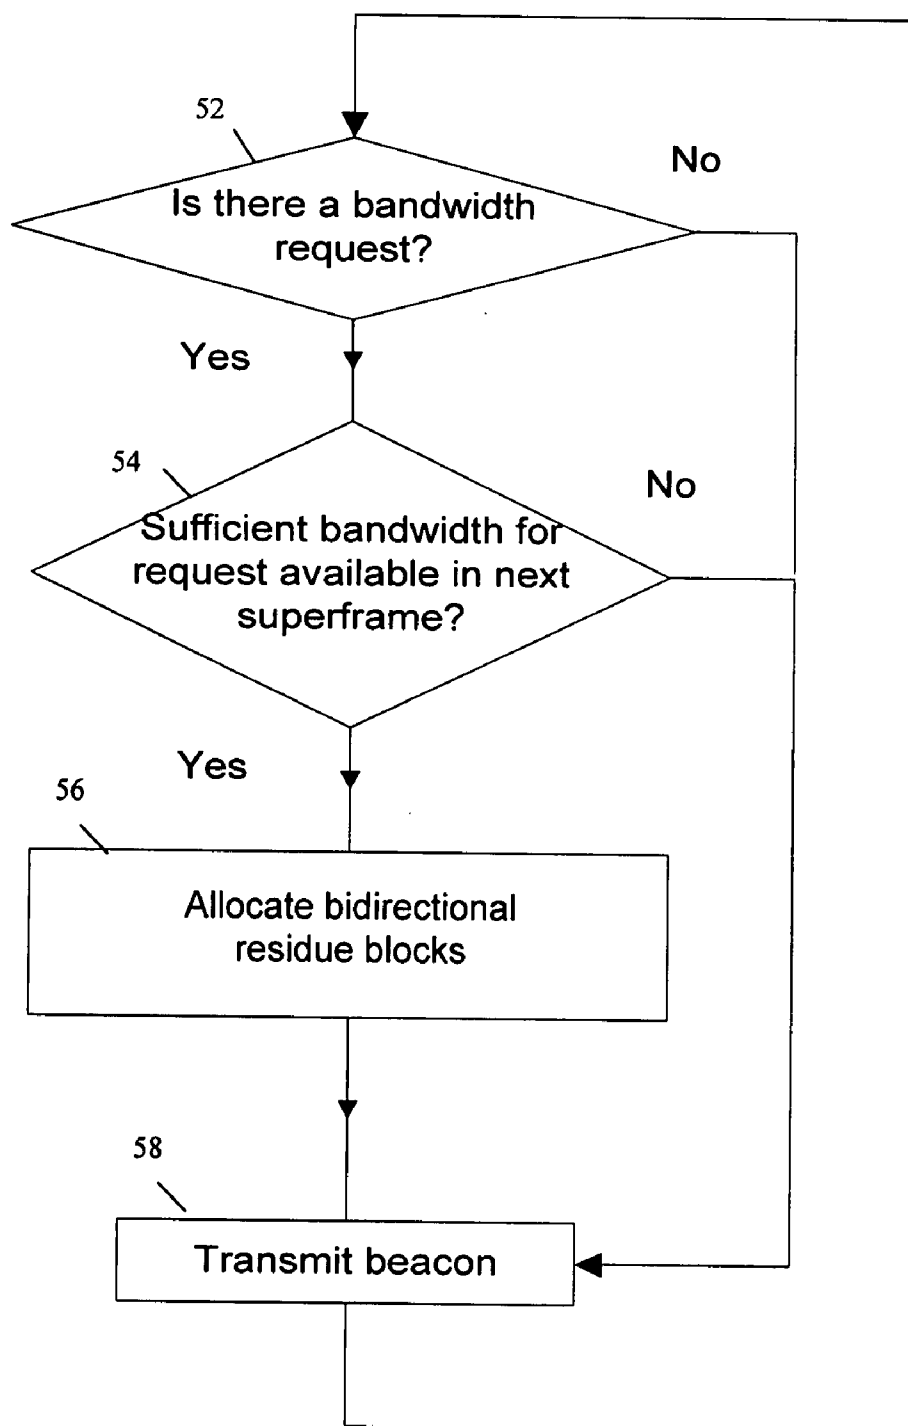 52
No
Is there a bandwidth
request?
Yes
54
No
Sufficient bandwidth for
request available in next
superframe?
Yes
56
Allocate bidirectional
residue blocks
58
Transmit beacon